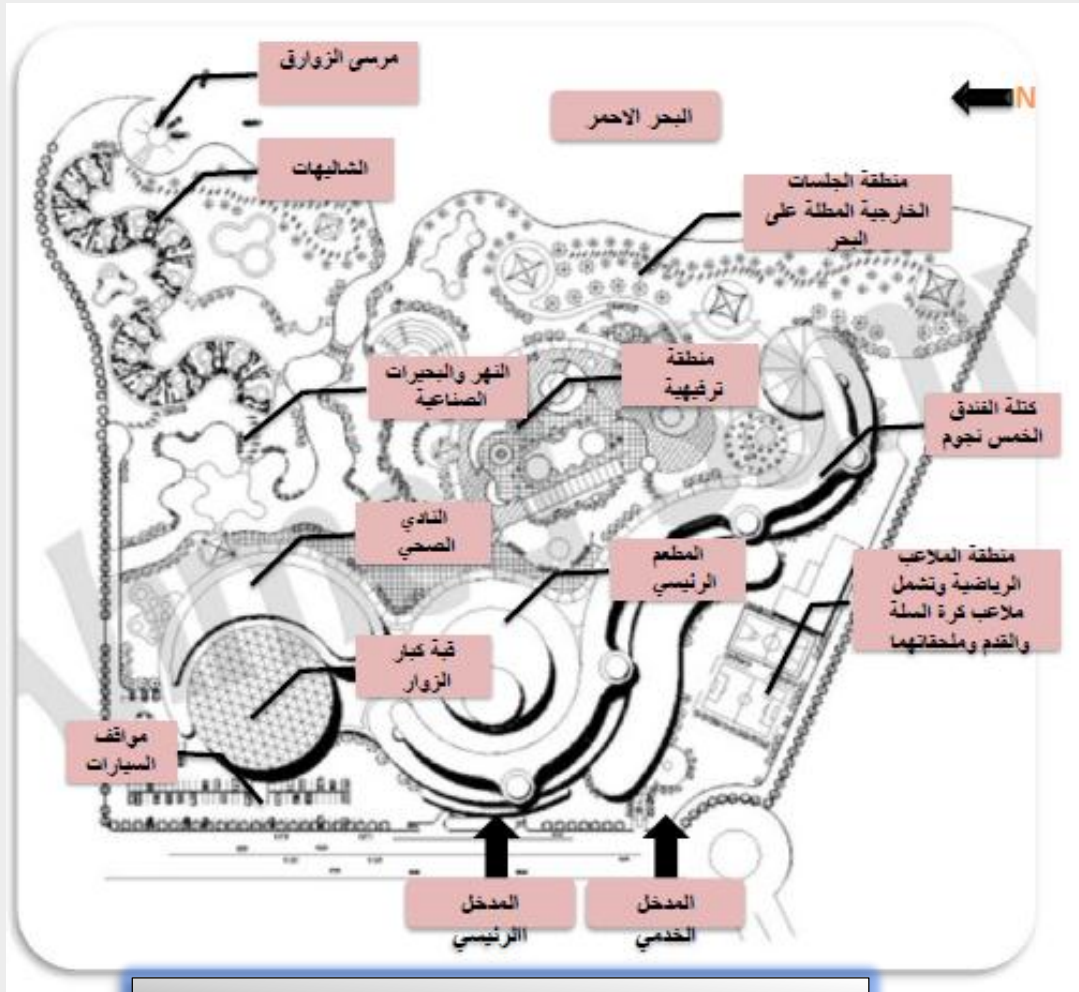 مرسى الزوارق
البحر الاحمر
N
الشاليهات
منطقة الجلسات
الخارجية المطلة على
البحر
النهر والبحيرات
الصناعية
منطقة
ترفيهية
كتلة الفندق
الخمس نجوم
النادي
الصحي
المطعم
الرئيسي
منطقة الملاعب
الرياضية وتشمل
ملاعب كرة السلة
والقدم وملحقاتهما
قبة كبار
الزوار
مواقف
السيارات
المدخل
االرئيسي
المدخل
الخدمي